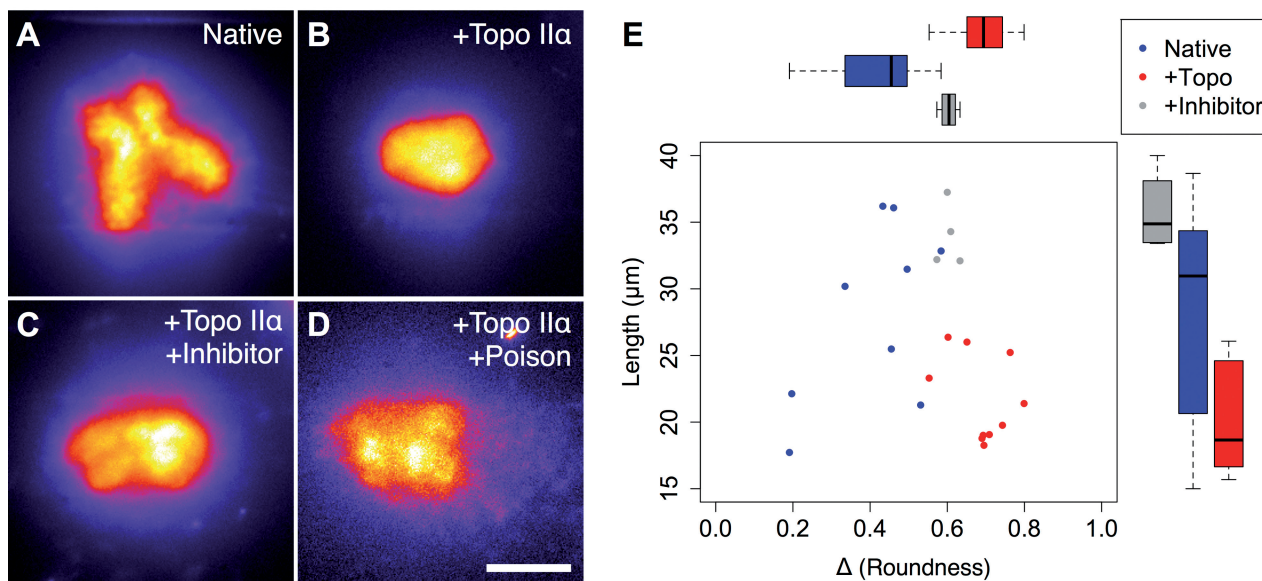 A
Native
B
+Topo IIα
C
+Topo IIα
+Inhibitor
D
+Topo IIα
+Poison
E
Native
+Topo
+Inhibitor
Length (μm)
40
35
30
25
20
15
0.0
0.2
0.4
0.6
0.8
1.0
Δ (Roundness)